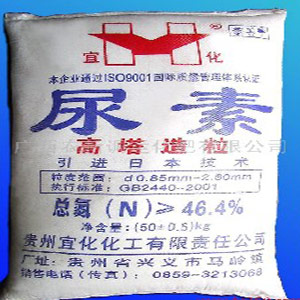 宜 化
本企业通过ISO9001国际质量管理体系认证
尿素
高塔造粒
引进日本技术
粒度范围:d0.85mm-2.80mm
执行标准:GB2440-2001
总氮(N)≥46.4%
净含量:(50±0.5)kg
贵州宜化化工有限责任公司
厂址:贵州省兴义市马岭镇
销售电话(传真):0859-3213068